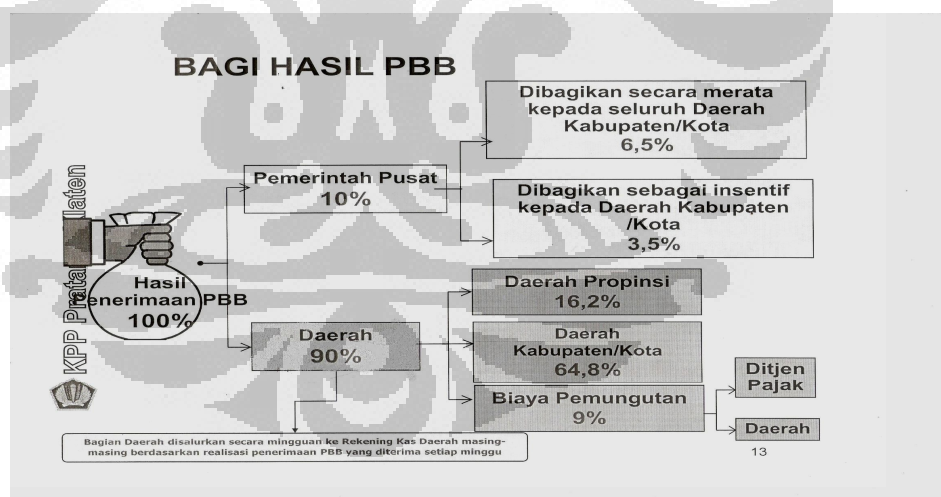 BAGI HASIL PBB
Dibagikan secara merata
kepada seluruh Daerah
Kabupaten/Kota
6,5%
Pemerintah Pusat
10%
Dibagikan sebagai insentif
kepada Daerah Kabupaten
/Kota
3,5%
KPP Pratama Klaten
Hasil
Penerimaan PBB
100%
Daerah
90%
Daerah Propinsi
16,2%
Daerah
Kabupaten/Kota
64,8%
Biaya Pemungutan
9%
Ditjen
Pajak
Daerah
Bagian Daerah disalurkan secara mingguan ke Rekening Kas Daerah masing-
masing berdasarkan realisasi penerimaan PBB yang diterima setiap minggu
13